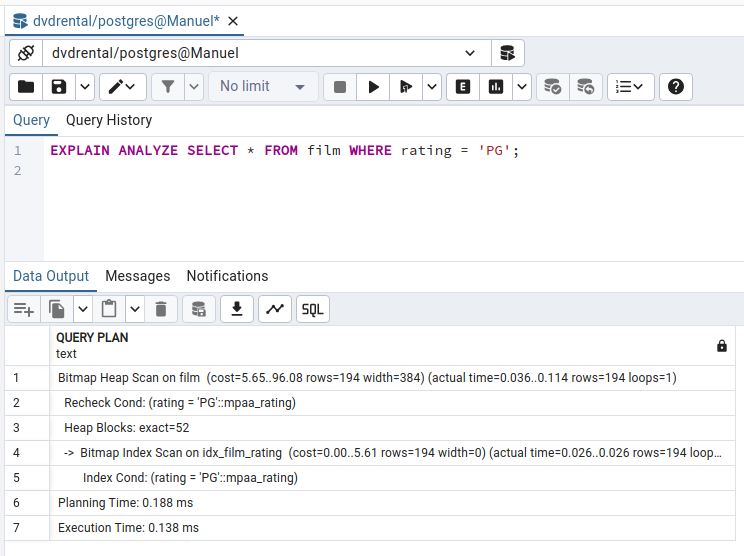 dvdrental/postgres@Manuel*
dvdrental/postgres@Manuel
No limit
E
Query Query History
1 EXPLAIN ANALYZE SELECT * FROM film WHERE rating = 'PG';
2
Data Output Messages Notifications
SQL
QUERY PLAN
text
1 Bitmap Heap Scan on film (cost=5.65..96.08 rows=194 width=384) (actual time=0.036..0.114 rows=194 loops=1)
2 Recheck Cond: (rating = 'PG'::mpaa_rating)
3 Heap Blocks: exact=52
4 -> Bitmap Index Scan on idx_film_rating (cost=0.00..5.61 rows=194 width=0) (actual time=0.026..0.026 rows=194 loop...
5 Index Cond: (rating = 'PG'::mpaa_rating)
6 Planning Time: 0.188 ms
7 Execution Time: 0.138 ms